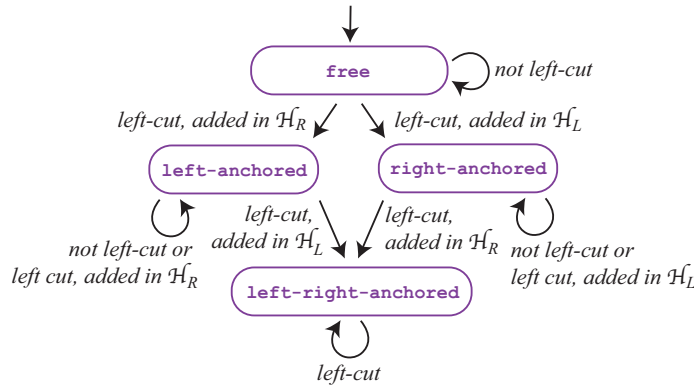 free
not left-cut
left-cut, added in ℋ_R
left-cut, added in ℋ_L
left-anchored
right-anchored
left-cut,
added in ℋ_L
left-cut,
added in ℋ_R
not left-cut or
left cut, added in ℋ_R
not left-cut or
left cut, added in ℋ_L
left-right-anchored
left-cut